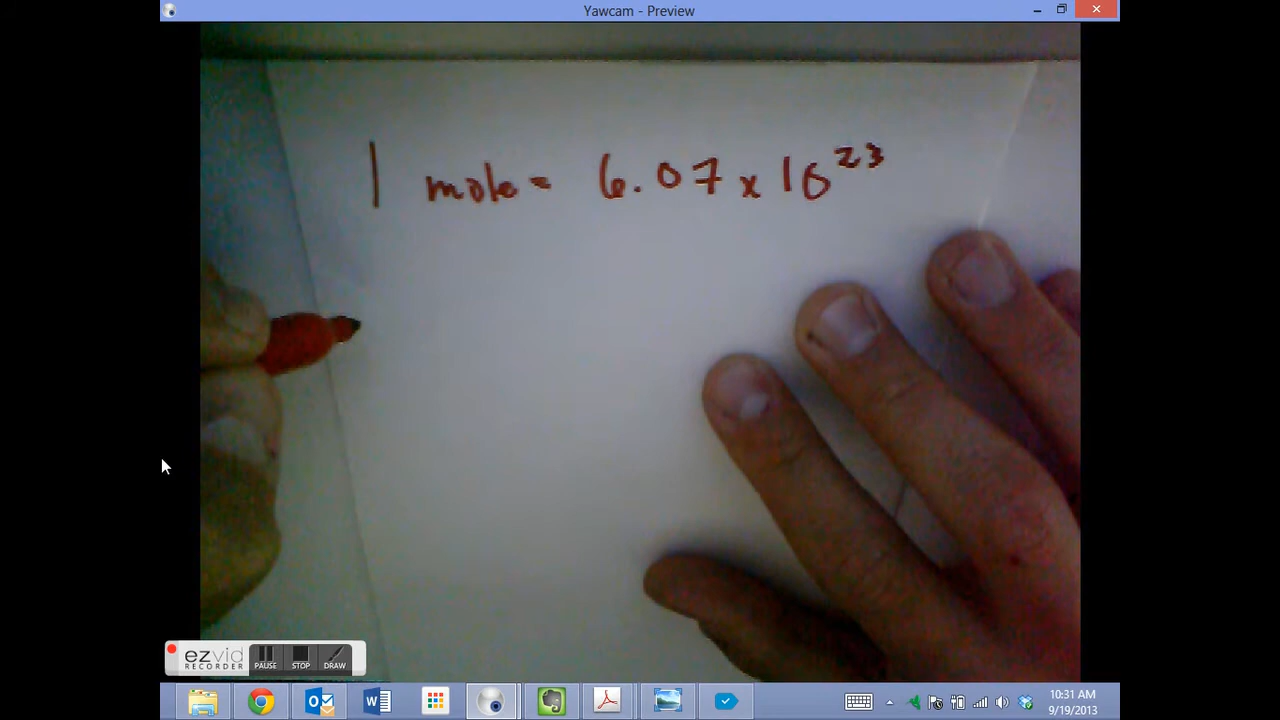 Yawcam - Preview
1 mole = 6.07 x 10²³
ezvid
RECORDER
PAUSE
STOP
DRAW
10:31 AM
9/19/2013